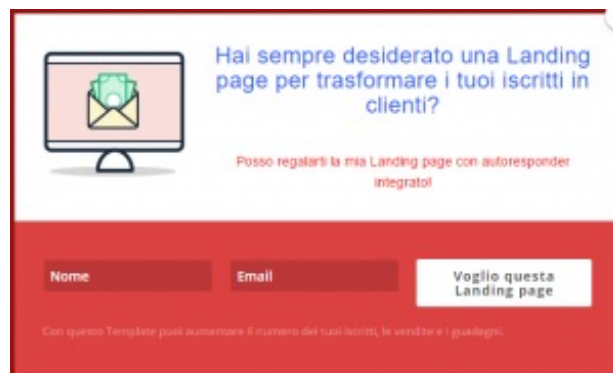 Hai sempre desiderato una Landing
page per trasformare i tuoi iscritti in
clienti?
Posso regalarti la mia Landing page con autoresponder
integrato!
Nome
Email
Voglio questa
Landing page
Con questo Template puoi aumentare il numero dei tuoi iscritti, le vendite e i guadagni.